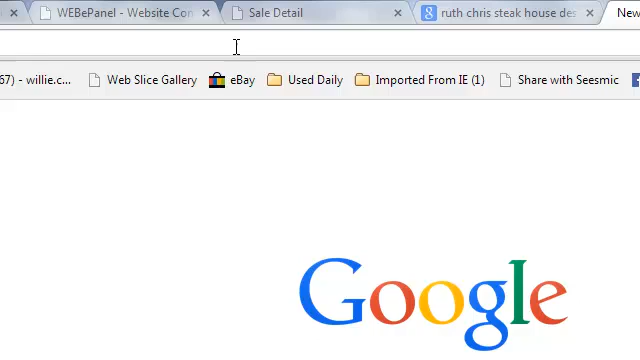 WEBePanel - Website Con
Sale Detail
ruth chris steak house des
New
67) - willie.c...
Web Slice Gallery
eBay
Used Daily
Imported From IE (1)
Share with Seesmic
Google